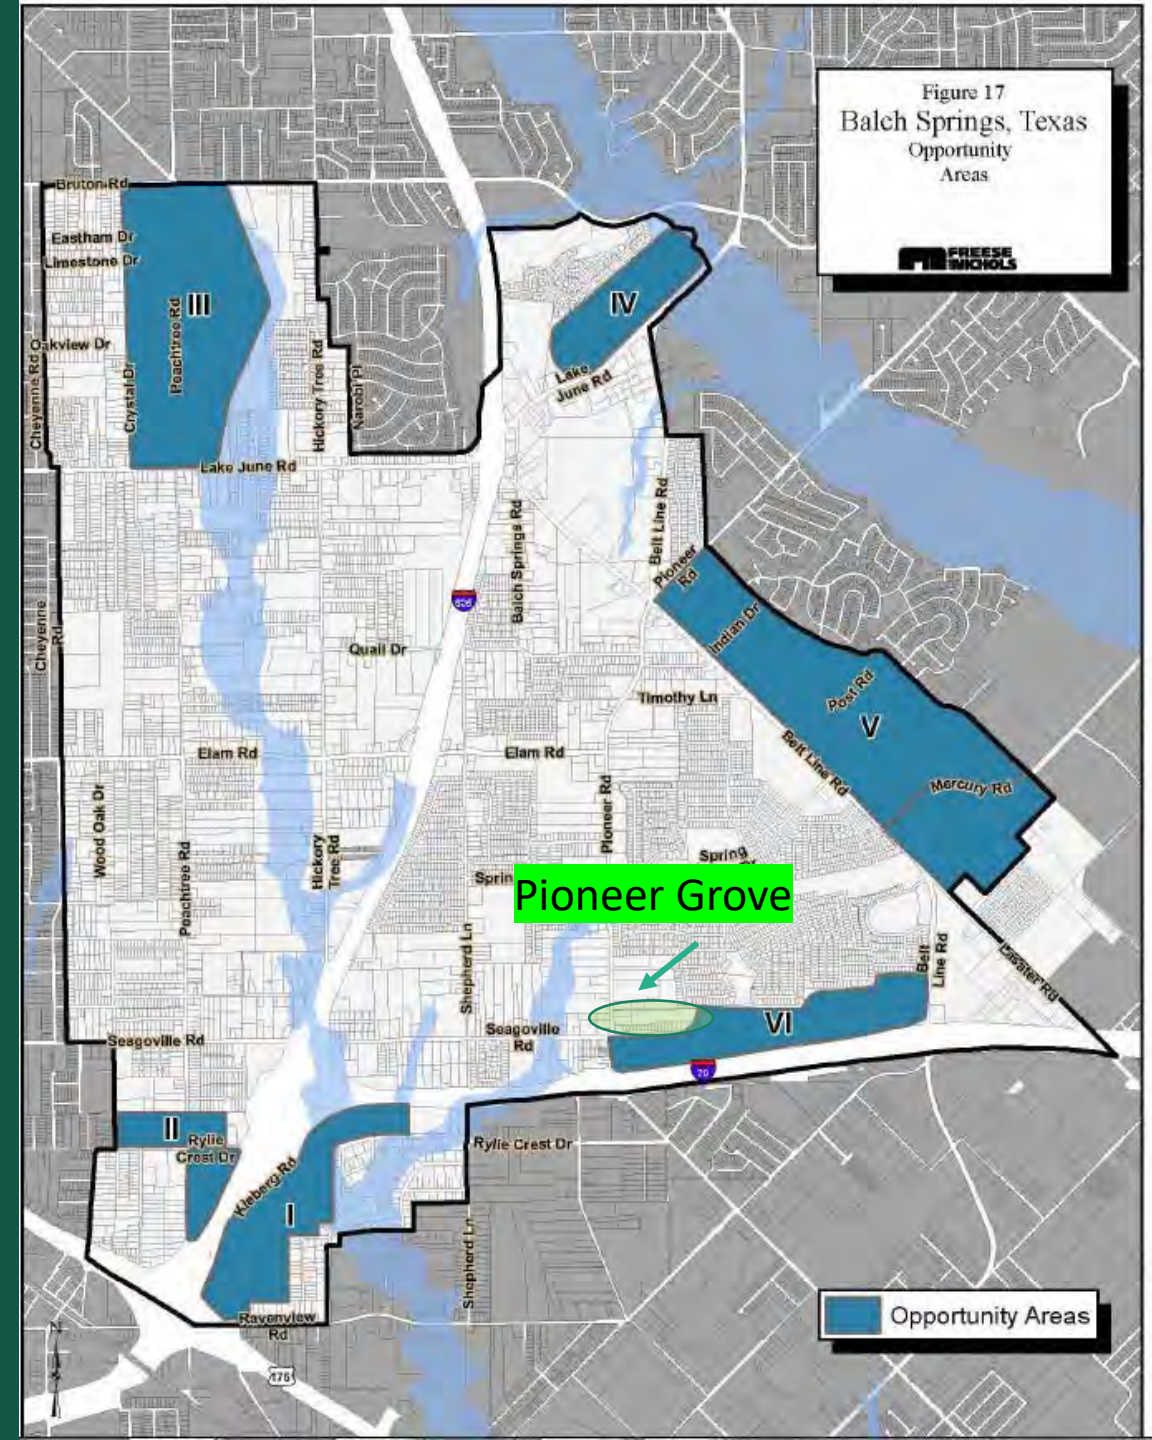 Figure 17
Balch Springs, Texas
Opportunity
Areas
FREESE
NICHOLS
Bruton Rd
Eastham Dr
Limestone Dr
III
IV
Peachtree Rd
Oakview Dr
Cheyenne Rd
Crystal Dr
Hickory Tree Rd
Narobi Pl
Lake
June Rd
Lake June Rd
Balch Springs Rd
Belt Line Rd
Pioneer
Rd
635
Indian Dr
Cheyenne
Rd
Quail Dr
Timothy Ln
Post Rd
V
Elam Rd
Elam Rd
Belt Line Rd
Mercury Rd
Wood Oak Dr
Pioneer Rd
Peachtree Rd
Hickory
Tree Rd
Spring
Sprin
Pioneer Grove
Shepherd Ln
Belt
Line Rd
Lasater Rd
Seagoville
Rd
VI
Seagoville Rd
20
II
Rylie
Crest Dr
Rylie Crest Dr
Kleberg Rd
I
Shepherd Ln
Ravenview
Rd
N
175
Opportunity Areas